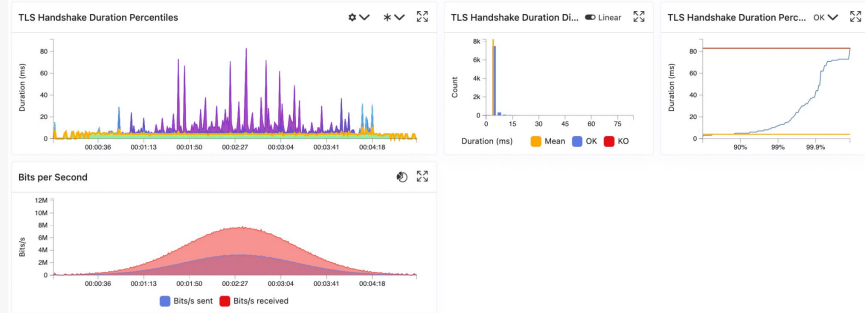 TLS Handshake Duration Percentiles
Duration (ms)
80
60
40
20
0
00:00:36 00:01:13 00:01:50 00:02:27 00:03:04 00:03:41 00:04:18
TLS Handshake Duration Di... Linear
Count
8k
6k
4k
2k
0
0 15 30 45 60 75
Duration (ms) Mean OK KO
TLS Handshake Duration Perc... OK
Duration (ms)
80
60
40
20
0
90% 99% 99.9%
Bits per Second
Bits/s
12M
10M
8M
6M
4M
2M
0
00:00:36 00:01:13 00:01:50 00:02:27 00:03:04 00:03:41 00:04:18
Bits/s sent Bits/s received